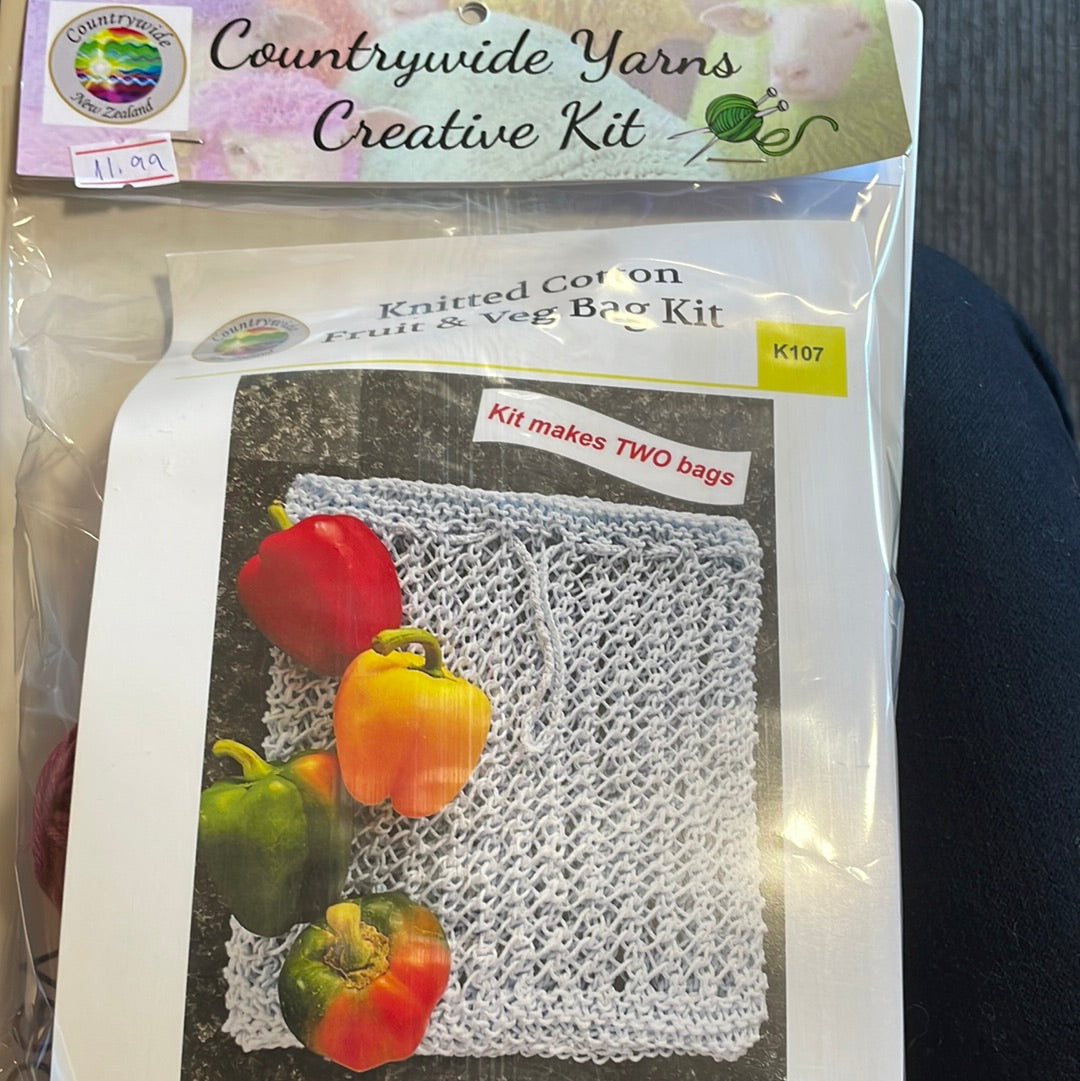 Countrywide
New Zealand
Countrywide Yarns
Creative Kit
11.99
Knitted Cotton
Fruit & Veg Bag Kit
Countrywide
K107
Kit makes TWO bags